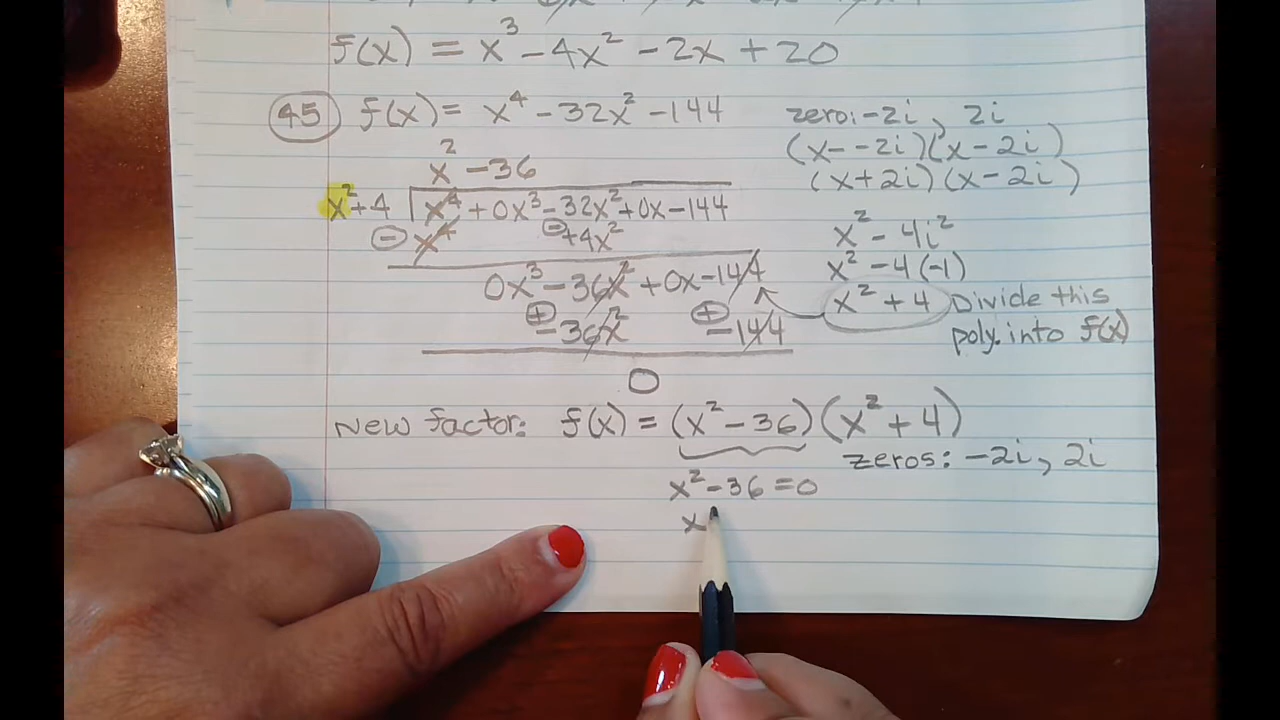 f(x) = x³ - 4x² - 2x + 20
45 f(x) = x⁴ - 32x² - 144 zero: -2i, 2i
(x - -2i)(x - 2i)
(x + 2i)(x - 2i)
x² - 36
x² + 4 x⁴ + 0x³ - 32x² + 0x - 144
- x⁴ - +4x²
x² - 4i²
0x³ - 36x² + 0x - 144
x² - 4(-1)
+ -36x² + -144
x² + 4 Divide this
poly. into f(x)
0
New factor: f(x) = (x² - 36)(x² + 4)
zeros: -2i, 2i
x² - 36 = 0
x